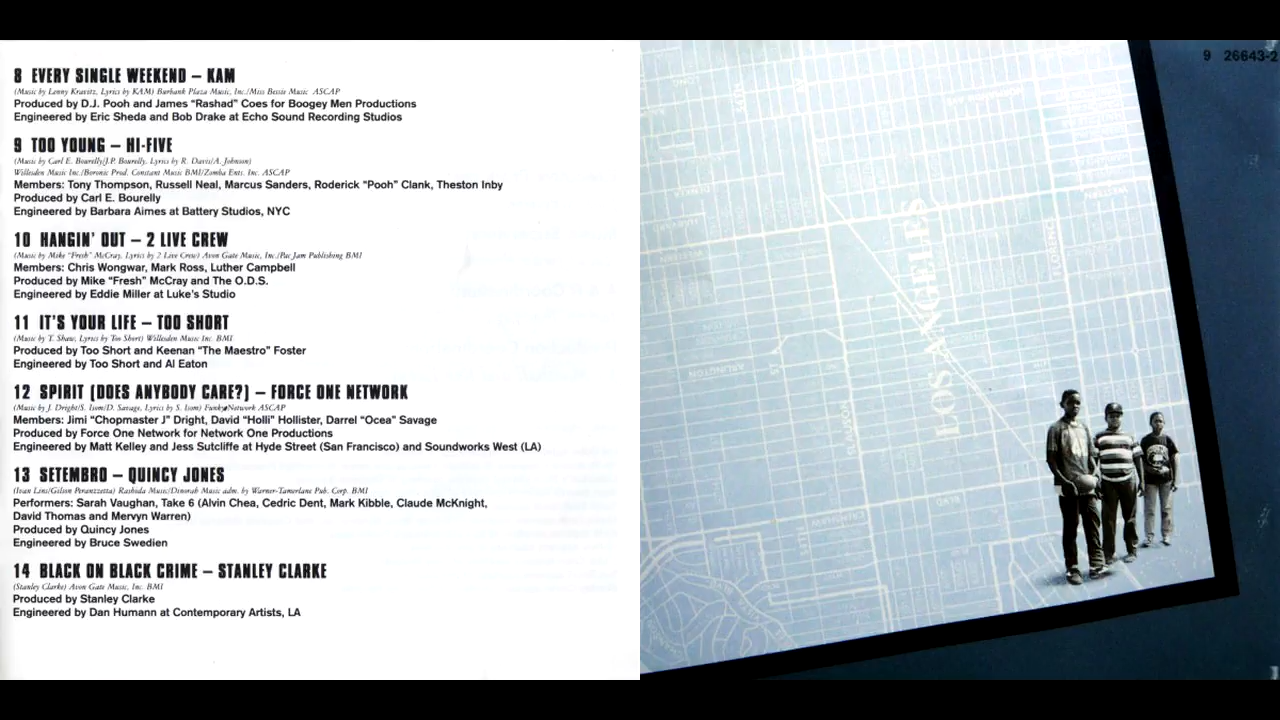 8 EVERY SINGLE WEEKEND – KAM
(Music by Lenny Kravitz, Lyrics by KAM) Burbank Plaza Music, Inc./Miss Bessie Music ASCAP
Produced by D.J. Pooh and James “Rashad” Coes for Boogey Men Productions
Engineered by Eric Sheda and Bob Drake at Echo Sound Recording Studios
9 TOO YOUNG – HI-FIVE
(Music by Carl E. Bourelly/J.P. Bourelly, Lyrics by R. Davis/A. Johnson)
Willesden Music Inc./Boronic Prod. Constant Music BMI/Zomba Ents. Inc. ASCAP
Members: Tony Thompson, Russell Neal, Marcus Sanders, Roderick “Pooh” Clank, Theston Inby
Produced by Carl E. Bourelly
Engineered by Barbara Aimes at Battery Studios, NYC
10 HANGIN’ OUT – 2 LIVE CREW
(Music by Mike “Fresh” McCray, Lyrics by 2 Live Crew) Avon Gate Music, Inc./Pac Jam Publishing BMI
Members: Chris Wongwar, Mark Ross, Luther Campbell
Produced by Mike “Fresh” McCray and The O.D.S.
Engineered by Eddie Miller at Luke’s Studio
11 IT’S YOUR LIFE – TOO SHORT
(Music by T. Shaw, Lyrics by Too Short) Willesden Music Inc. BMI
Produced by Too Short and Keenan “The Maestro” Foster
Engineered by Too Short and Al Eaton
12 SPIRIT (DOES ANYBODY CARE?) – FORCE ONE NETWORK
(Music by J. Dright/S. Isom/D. Savage, Lyrics by S. Isom) Funky Network ASCAP
Members: Jimi “Chopmaster J” Dright, David “Holli” Hollister, Darrel “Ocea” Savage
Produced by Force One Network for Network One Productions
Engineered by Matt Kelley and Jess Sutcliffe at Hyde Street (San Francisco) and Soundworks West (LA)
13 SETEMBRO – QUINCY JONES
(Ivan Lins/Gilson Peranzzetta) Rashida Music/Dinorah Music adm. by Warner-Tamerlane Pub. Corp. BMI
Performers: Sarah Vaughan, Take 6 (Alvin Chea, Cedric Dent, Mark Kibble, Claude McKnight,
David Thomas and Mervyn Warren)
Produced by Quincy Jones
Engineered by Bruce Swedien
14 BLACK ON BLACK CRIME – STANLEY CLARKE
(Stanley Clarke) Avon Gate Music, Inc. BMI
Produced by Stanley Clarke
Engineered by Dan Humann at Contemporary Artists, LA
9 26643-2
LOS ANGELES
FLORENCE
ARLINGTON
BLVD